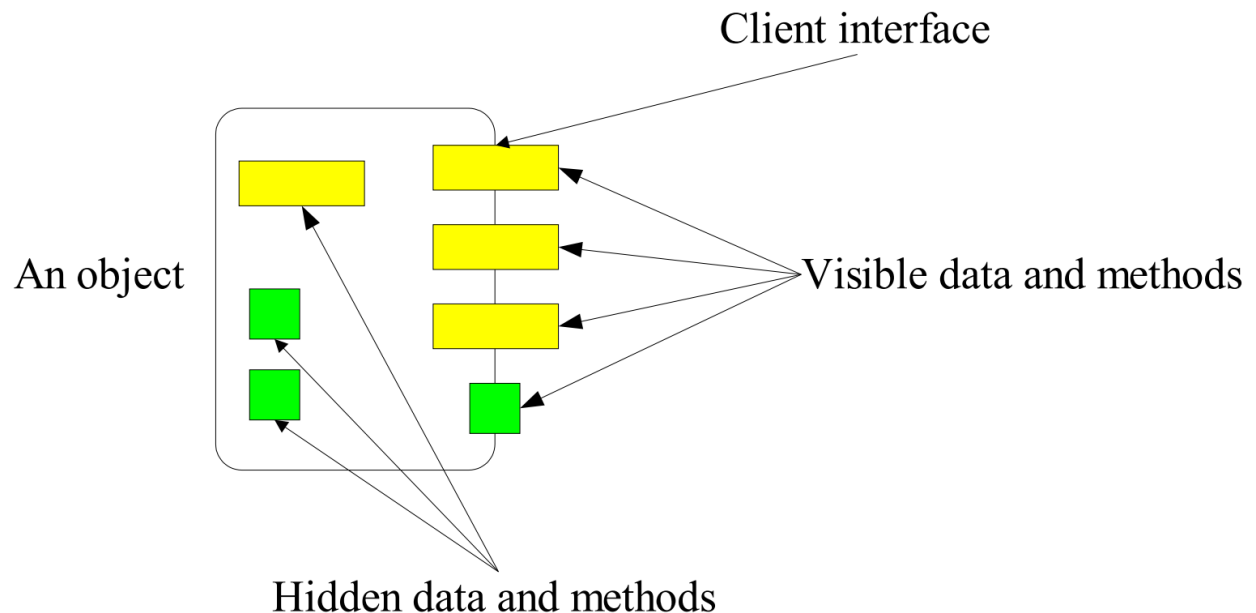 Client interface
An object
Visible data and methods
Hidden data and methods